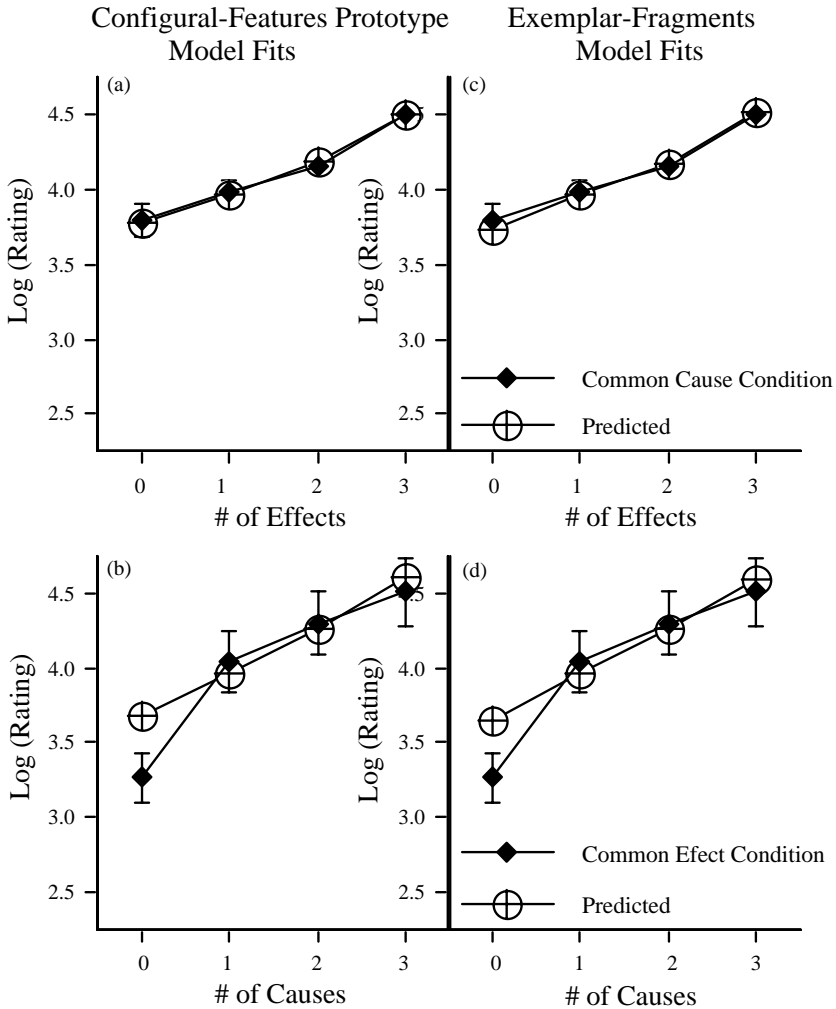 Configural-Features Prototype
Model Fits
Exemplar-Fragments
Model Fits
(a)
4.5
4.0
3.5
3.0
2.5
Log (Rating)
0 1 2 3
# of Effects
(c)
4.5
4.0
3.5
3.0
2.5
Log (Rating)
Common Cause Condition
Predicted
0 1 2 3
# of Effects
(b)
4.5
4.0
3.5
3.0
2.5
Log (Rating)
0 1 2 3
# of Causes
(d)
4.5
4.0
3.5
3.0
2.5
Log (Rating)
Common Efect Condition
Predicted
0 1 2 3
# of Causes